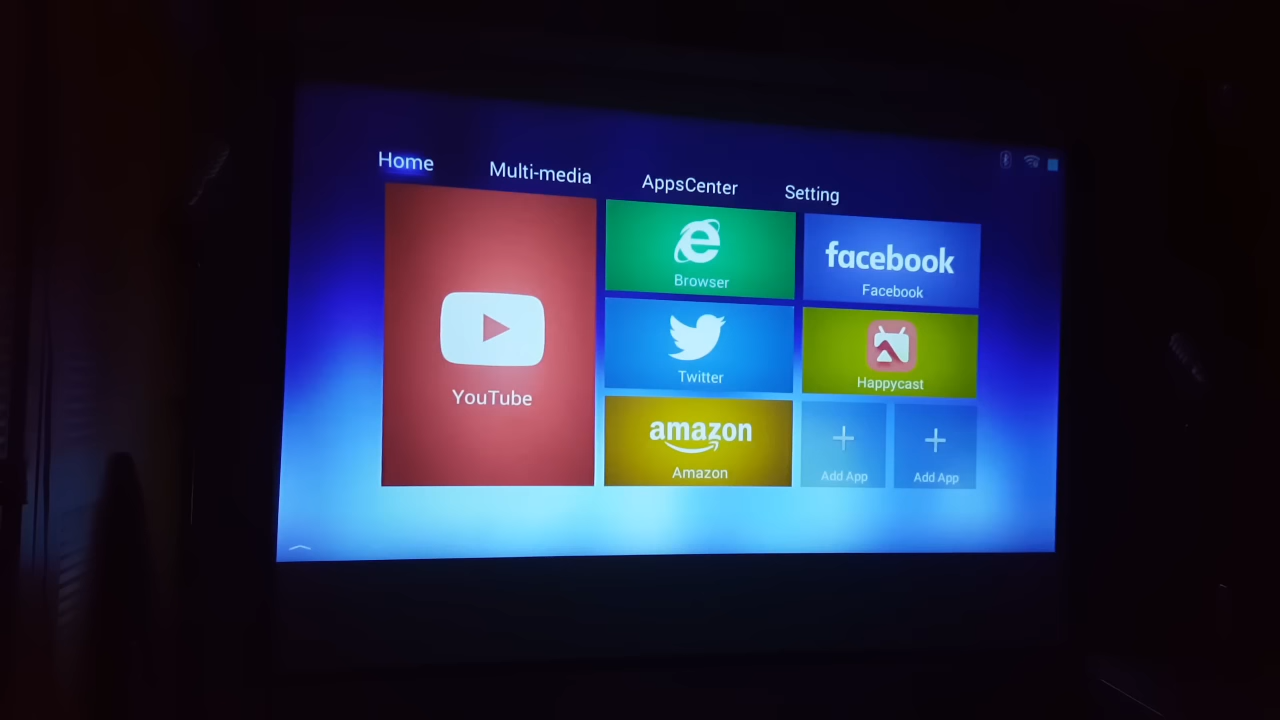 Home
Multi-media
AppsCenter
Setting
YouTube
Browser
facebook
Facebook
Twitter
Happycast
amazon
Amazon
Add App
Add App